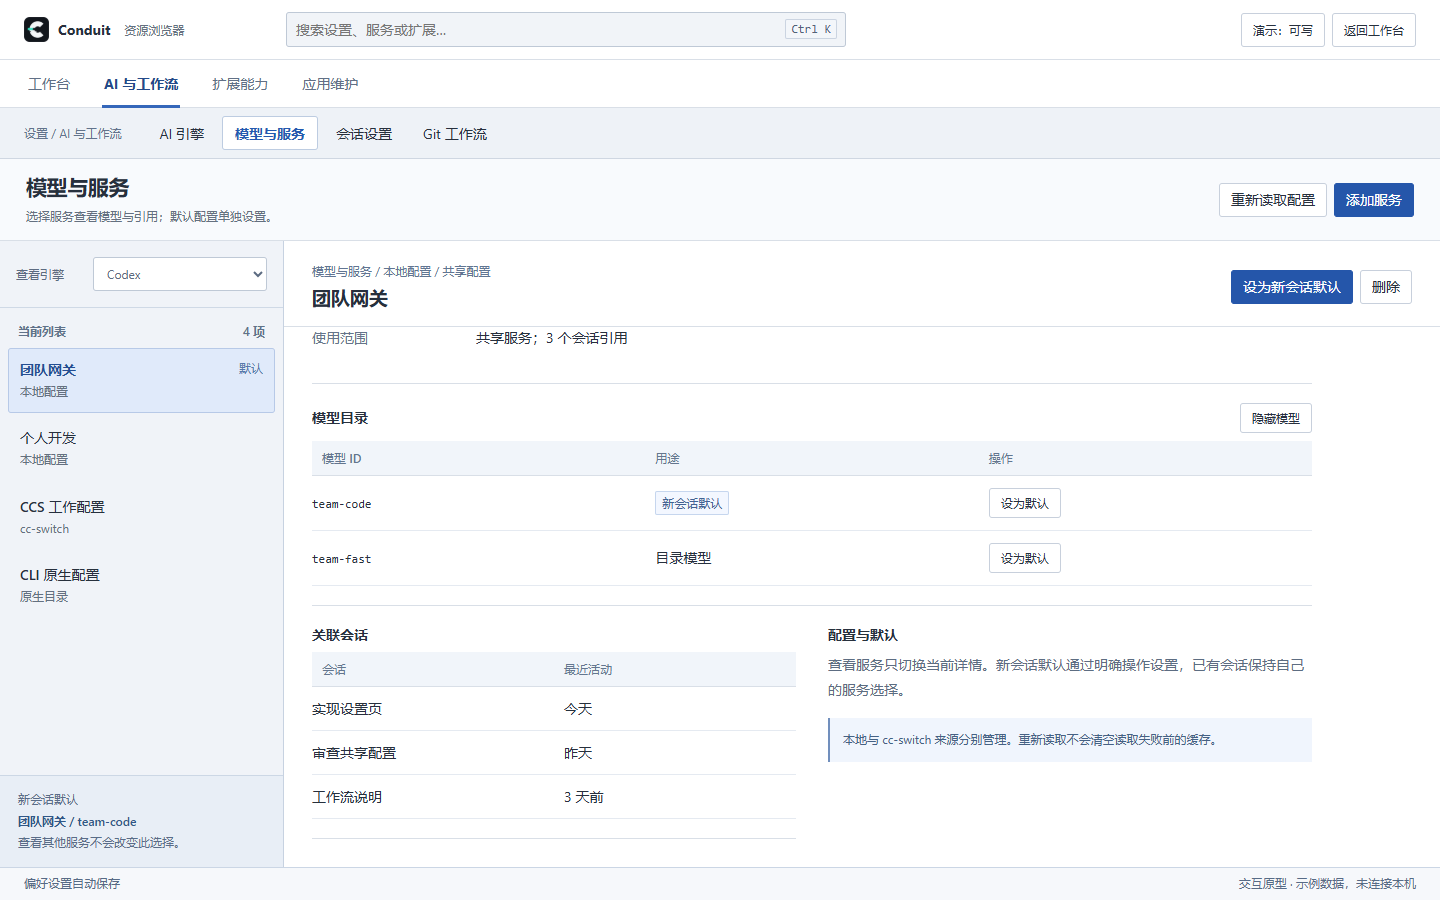 Conduit 资源浏览器
搜索设置、服务或扩展... Ctrl K
演示：可写 返回工作台
工作台 AI 与工作流 扩展能力 应用维护
设置 / AI 与工作流 AI 引擎 模型与服务 会话设置 Git 工作流
模型与服务
选择服务查看模型与引用；默认配置单独设置。
重新读取配置 添加服务
查看引擎 Codex
当前列表 4 项
团队网关 默认
本地配置
个人开发
本地配置
CCS 工作配置
cc-switch
CLI 原生配置
原生目录
新会话默认
团队网关 / team-code
查看其他服务不会改变此选择。
模型与服务 / 本地配置 / 共享配置
团队网关
设为新会话默认 删除
使用范围 共享服务；3 个会话引用
模型目录 隐藏模型
模型 ID 用途 操作
team-code 新会话默认 设为默认
team-fast 目录模型 设为默认
关联会话
会话 最近活动
实现设置页 今天
审查共享配置 昨天
工作流说明 3 天前
配置与默认
查看服务只切换当前详情。新会话默认通过明确操作设置，已有会话保持自己
的服务选择。
本地与 cc-switch 来源分别管理。重新读取不会清空读取失败前的缓存。
偏好设置自动保存
交互原型 · 示例数据，未连接本机